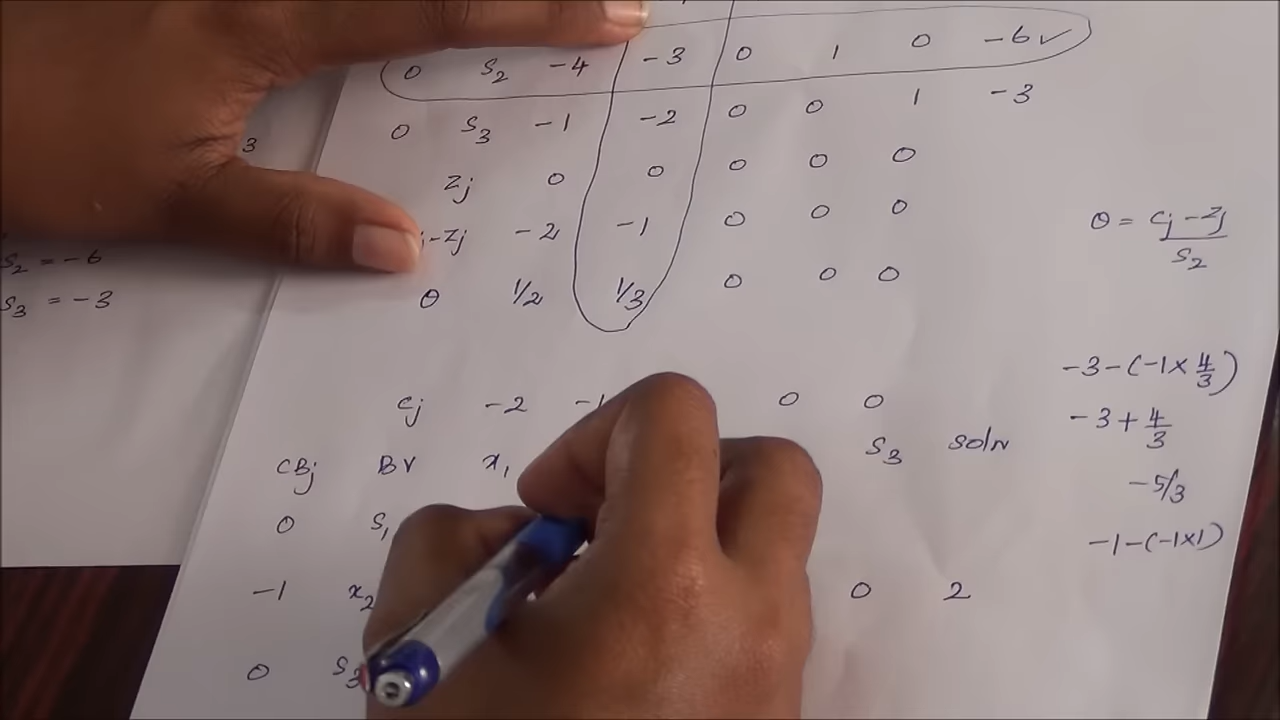 0 S2 -4 -3 0 1 0 -6 ✓
0 S3 -1 -2 0 0 1 -3
3
Zj 0 0 0 0 0
j-Zj -2 -1 0 0 0
θ 1/2 1/3 0 0 0
S2 = -6
S3 = -3
θ = Cj-Zj / S2
-3-(-1×4/3)
-3+4/3
-5/3
-1-(-1×1)
Cj -2 -1 0 0
CBj BV x1 S3 soln
0 S1
-1 x2 0 2
0 S3